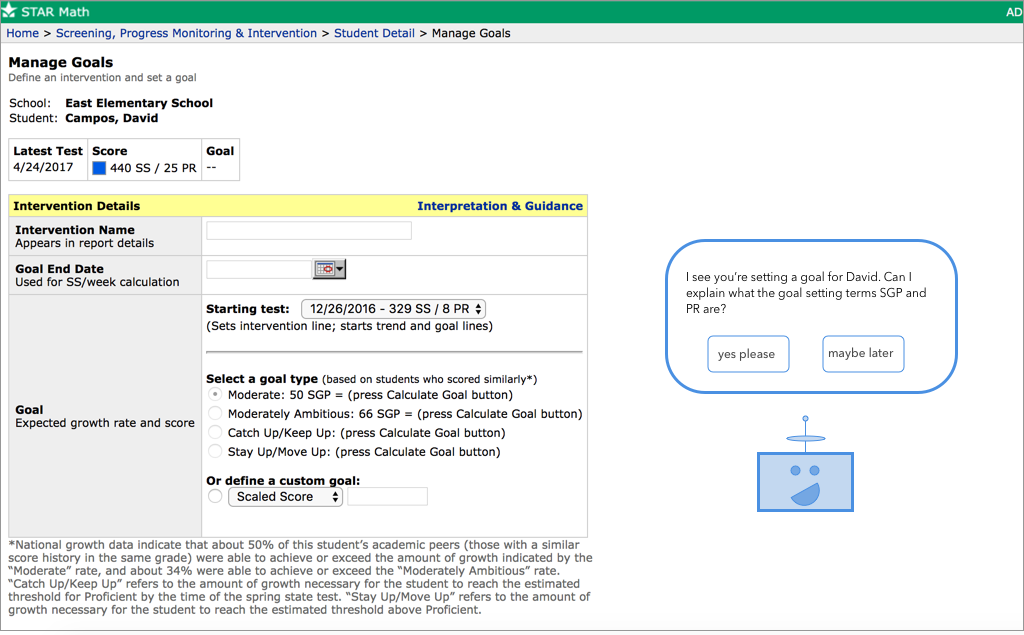 STAR Math
AD
Home > Screening, Progress Monitoring & Intervention > Student Detail > Manage Goals
Manage Goals
Define an intervention and set a goal
School: East Elementary School
Student: Campos, David
Latest Test Score Goal
4/24/2017 440 SS / 25 PR --
Intervention Details Interpretation & Guidance
Intervention Name
Appears in report details
Goal End Date
Used for SS/week calculation
Goal
Expected growth rate and score
Starting test: 12/26/2016 - 329 SS / 8 PR
(Sets intervention line; starts trend and goal lines)
Select a goal type (based on students who scored similarly*)
Moderate: 50 SGP = (press Calculate Goal button)
Moderately Ambitious: 66 SGP = (press Calculate Goal button)
Catch Up/Keep Up: (press Calculate Goal button)
Stay Up/Move Up: (press Calculate Goal button)
Or define a custom goal:
Scaled Score
*National growth data indicate that about 50% of this student's academic peers (those with a similar
score history in the same grade) were able to achieve or exceed the amount of growth indicated by the
“Moderate” rate, and about 34% were able to achieve or exceed the “Moderately Ambitious” rate.
“Catch Up/Keep Up” refers to the amount of growth necessary for the student to reach the estimated
threshold for Proficient by the time of the spring state test. “Stay Up/Move Up” refers to the amount of
growth necessary for the student to reach the estimated threshold above Proficient.
I see you're setting a goal for David. Can I
explain what the goal setting terms SGP and
PR are?
yes please
maybe later